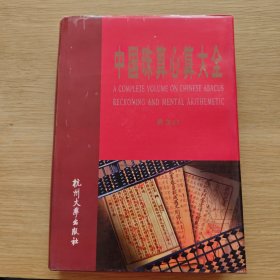 中国珠算心算大全
A COMPLETE VOLUME ON CHINESE ABACUS
RECKONING AND MENTAL ARITHMETIC
杭州大学出版社